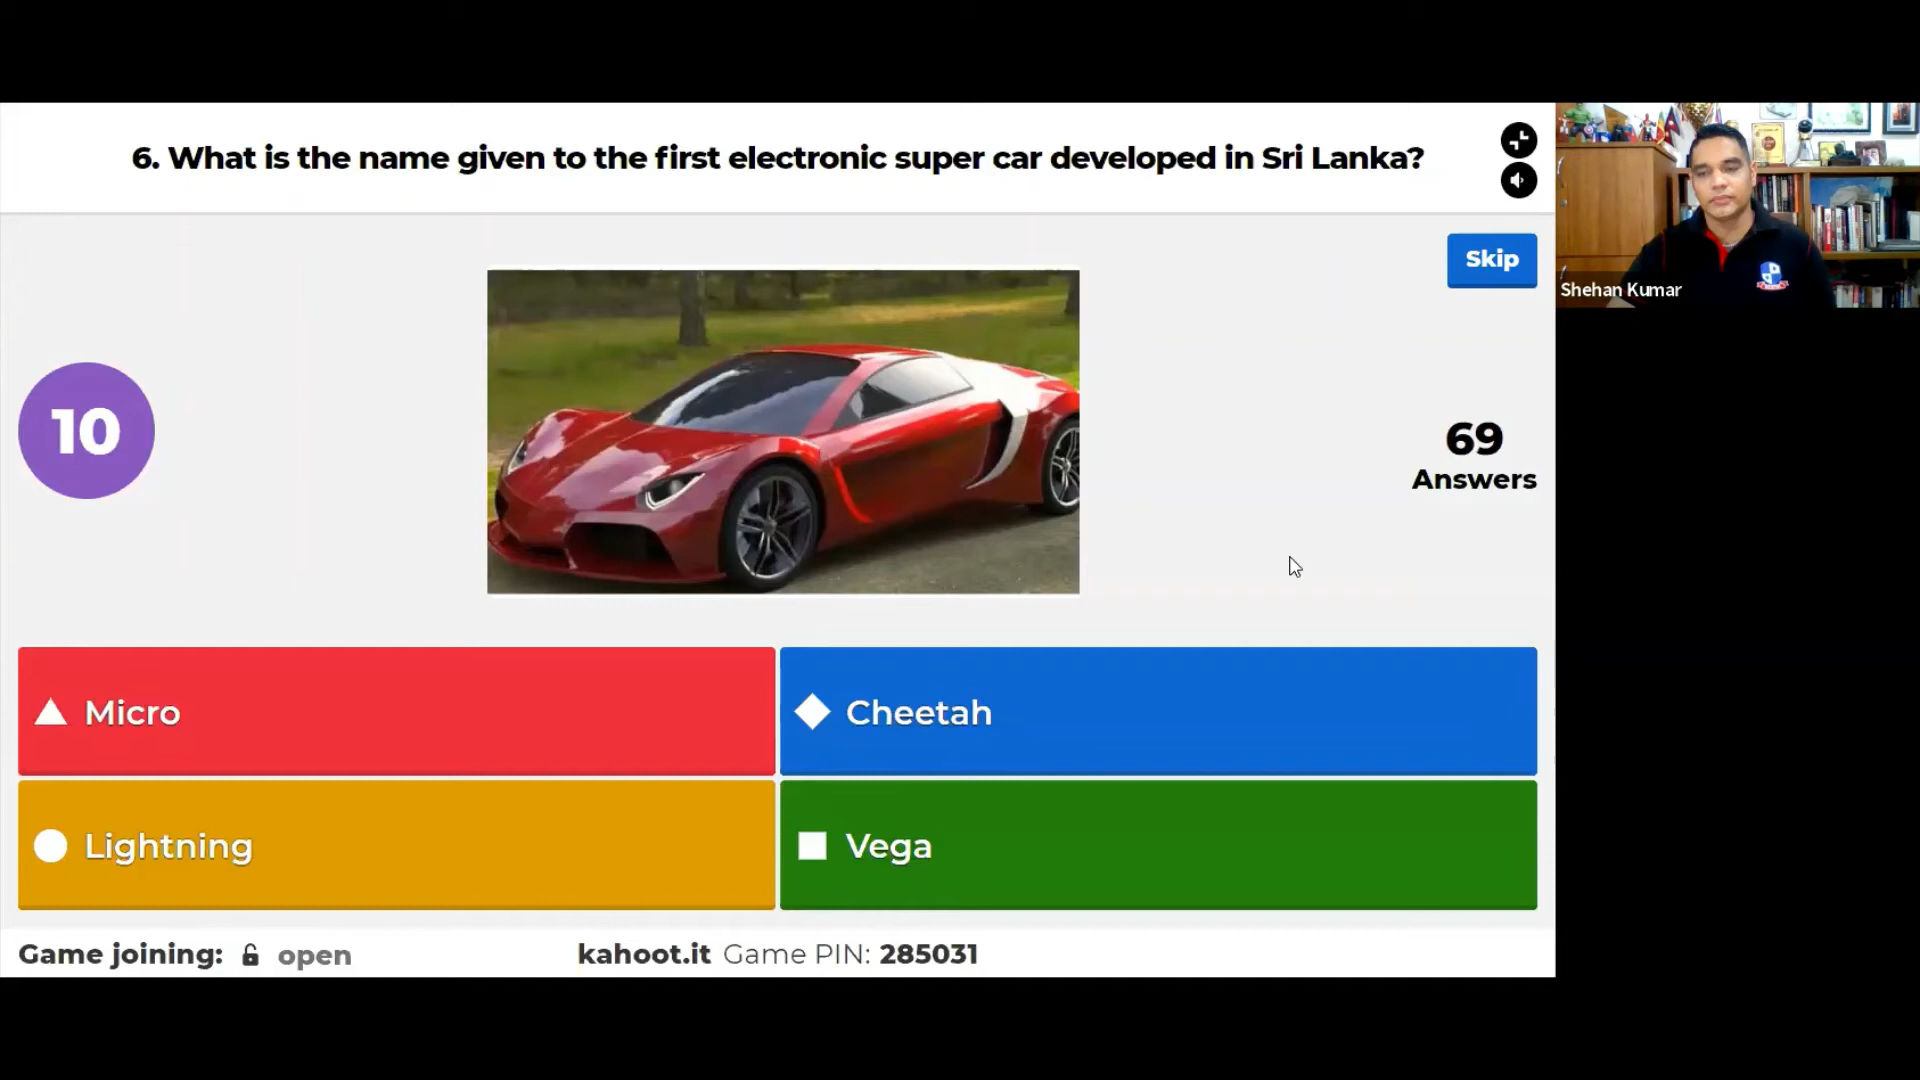 6. What is the name given to the first electronic super car developed in Sri Lanka?
Skip
Shehan Kumar
10
69
Answers
Micro
Cheetah
Lightning
Vega
Game joining: open
kahoot.it Game PIN: 285031